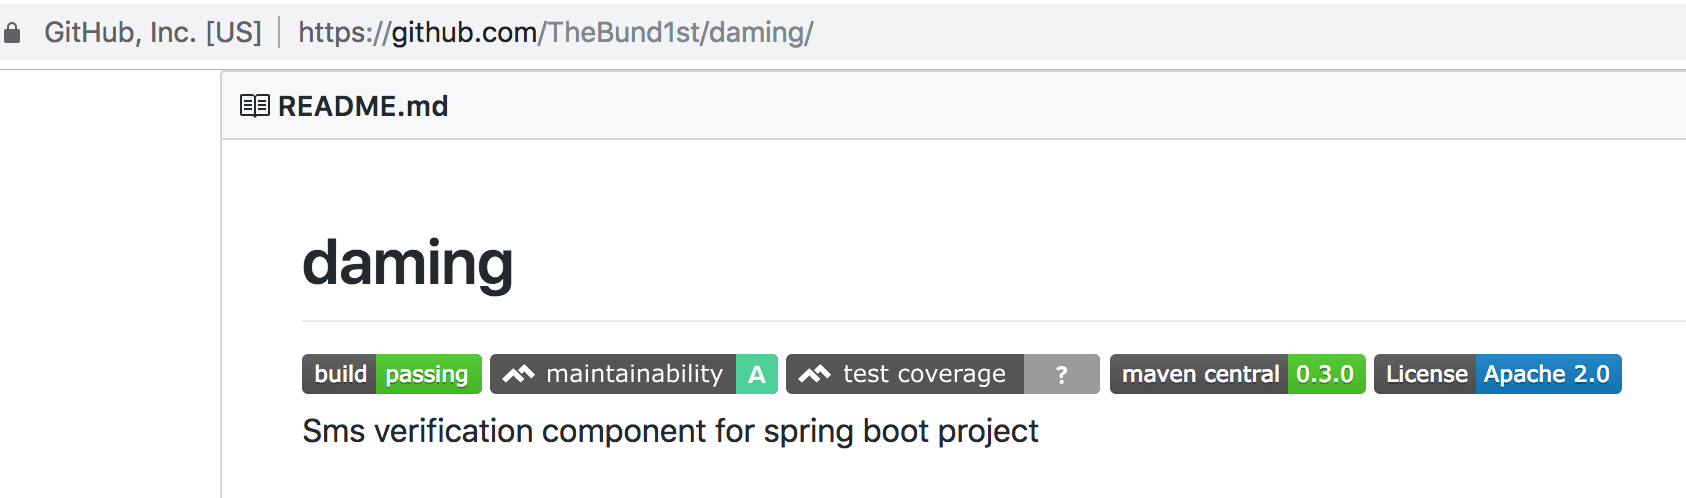 GitHub, Inc. [US] https://github.com/TheBund1st/daming/
README.md
daming
build passing maintainability A test coverage ? maven central 0.3.0 License Apache 2.0
Sms verification component for spring boot project